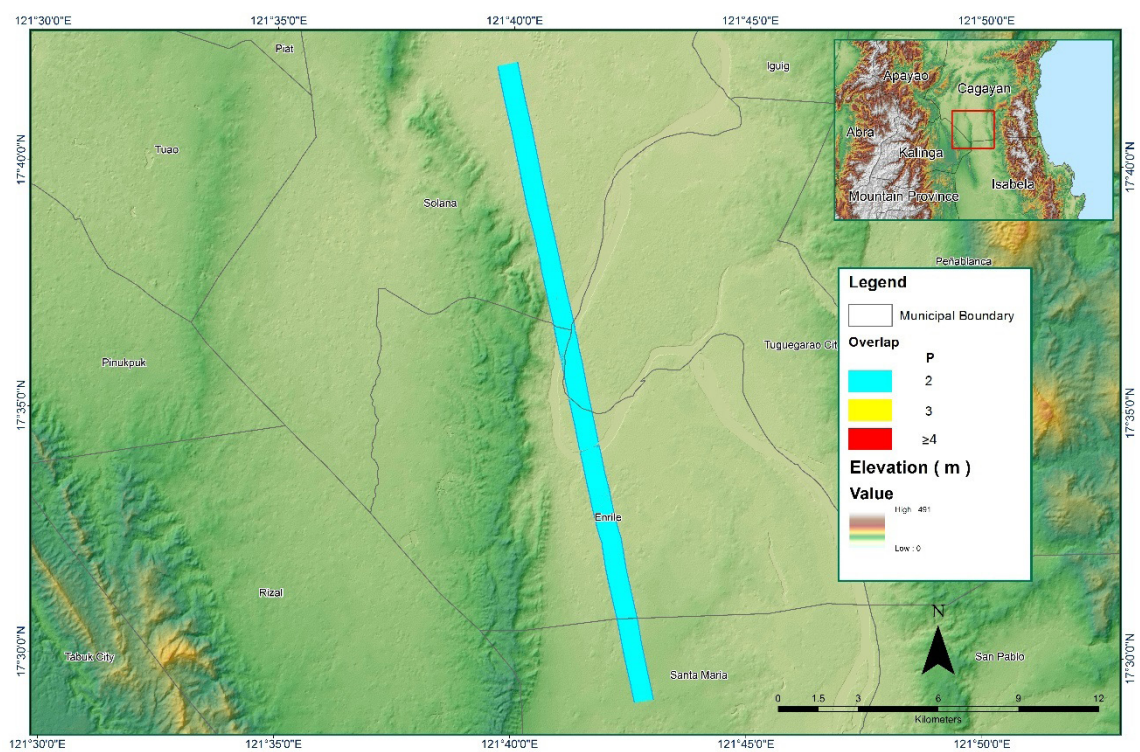 121°30'0"E 121°35'0"E 121°40'0"E 121°45'0"E 121°50'0"E
Piat
Iguig
Apayao
Cagayan
Abra
Kalinga
Isabela
Mountain Province
17°40'0"N
17°40'0"N
Tuao
Solana
Peñablanca
Legend
Municipal Boundary
Overlap
P
2
3
≥4
Elevation ( m )
Value
High : 491
Low : 0
Pinukpuk
Tuguegarao Cit
17°35'0"N
17°35'0"N
Enrile
Rizal
Tabuk City
17°30'0"N
17°30'0"N
Santa Maria
San Pablo
N
0 1.5 3 6 9 12
Kilometers
121°30'0"E 121°35'0"E 121°40'0"E 121°45'0"E 121°50'0"E